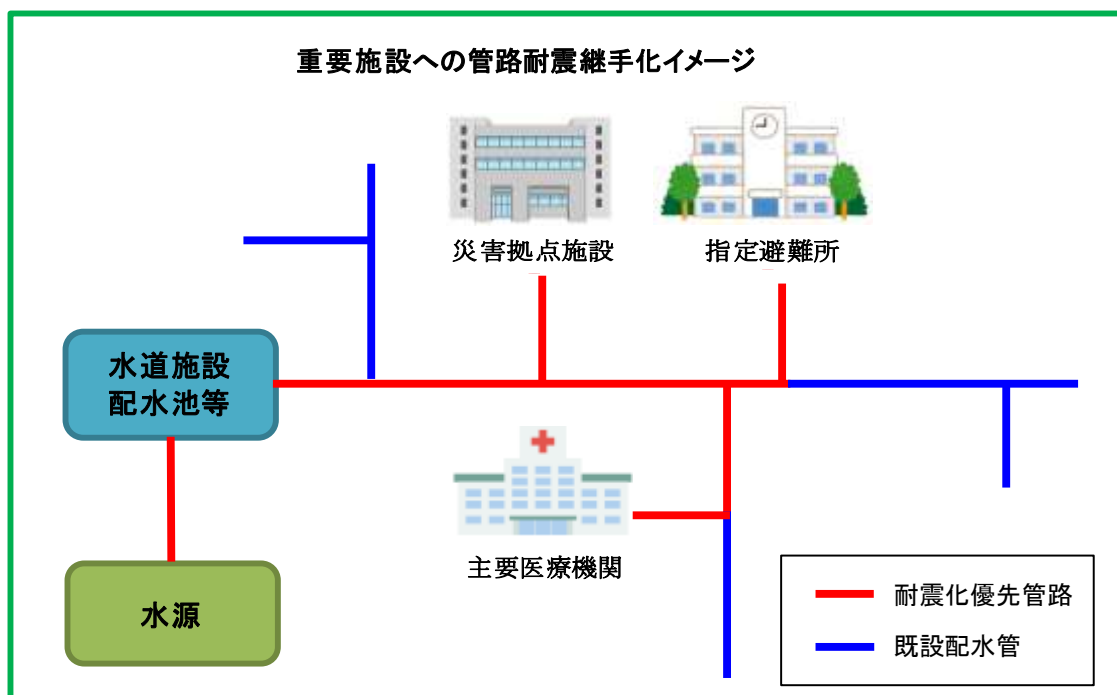 重要施設への管路耐震継手化イメージ
災害拠点施設
指定避難所
水道施設
配水池等
主要医療機関
水源
耐震化優先管路
既設配水管